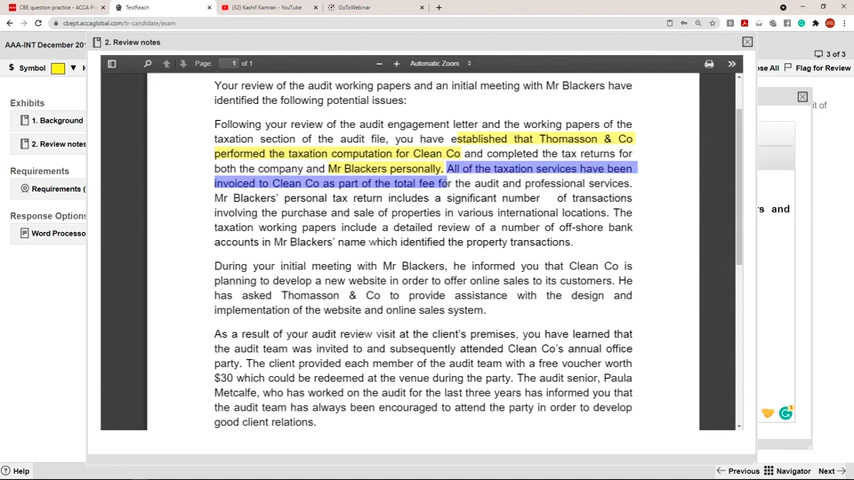 CBE question practice | ACCA Pro
TestReach
(32) Kashif Kamran - YouTube
GoToWebinar
cbept.accaglobal.com/tr-candidate/exam
AAA-INT December 201
2. Review notes
3 of 3
Symbol
Flag for Review
Page: 1 of 1
Automatic Zoom
Exhibits
1. Background
2. Review notes
Requirements
Requirements (
Response Options
Word Processo
Your review of the audit working papers and an initial meeting with Mr Blackers have
identified the following potential issues:
Following your review of the audit engagement letter and the working papers of the
taxation section of the audit file, you have established that Thomasson & Co
performed the taxation computation for Clean Co and completed the tax returns for
both the company and Mr Blackers personally. All of the taxation services have been
invoiced to Clean Co as part of the total fee for the audit and professional services.
Mr Blackers' personal tax return includes a significant number of transactions
involving the purchase and sale of properties in various international locations. The
taxation working papers include a detailed review of a number of off-shore bank
accounts in Mr Blackers' name which identified the property transactions.
During your initial meeting with Mr Blackers, he informed you that Clean Co is
planning to develop a new website in order to offer online sales to its customers. He
has asked Thomasson & Co to provide assistance with the design and
implementation of the website and online sales system.
As a result of your audit review visit at the client's premises, you have learned that
the audit team was invited to and subsequently attended Clean Co's annual office
party. The client provided each member of the audit team with a free voucher worth
$30 which could be redeemed at the venue during the party. The audit senior, Paula
Metcalfe, who has worked on the audit for the last three years has informed you that
the audit team has always been encouraged to attend the party in order to develop
good client relations.
it of
s and
Help
Previous
Navigator
Next